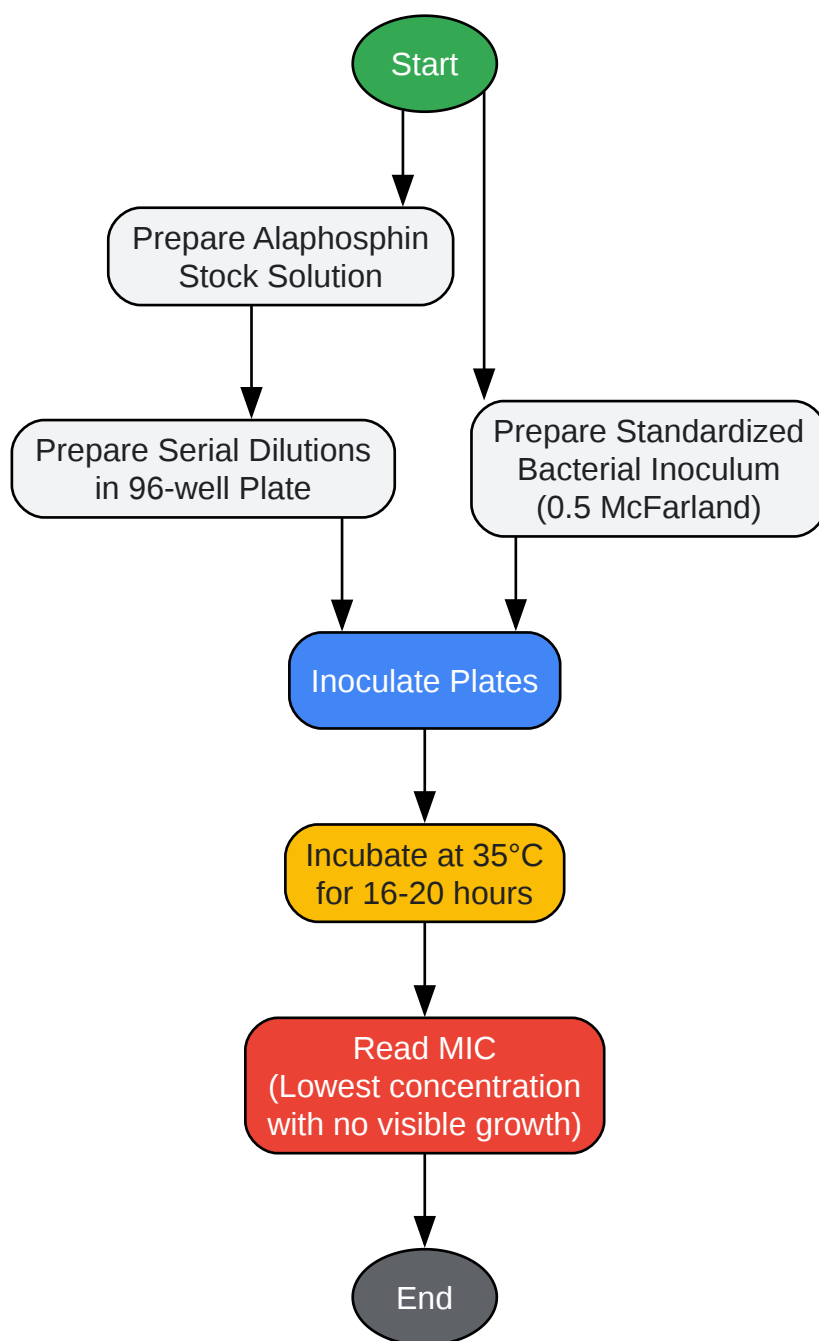 Start
Prepare Alaphosphin
Stock Solution
Prepare Serial Dilutions
in 96-well Plate
Prepare Standardized
Bacterial Inoculum
(0.5 McFarland)
Inoculate Plates
Incubate at 35°C
for 16-20 hours
Read MIC
(Lowest concentration
with no visible growth)
End